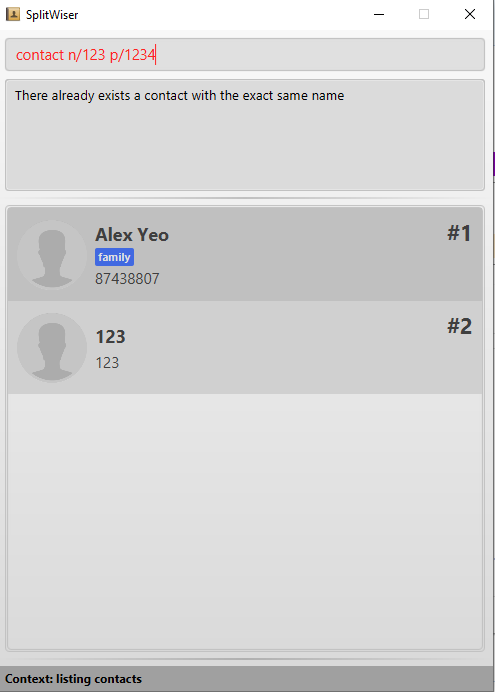 SplitWiser
contact n/123 p/1234
There already exists a contact with the exact same name
Alex Yeo
#1
family
87438807
123
#2
123
Context: listing contacts